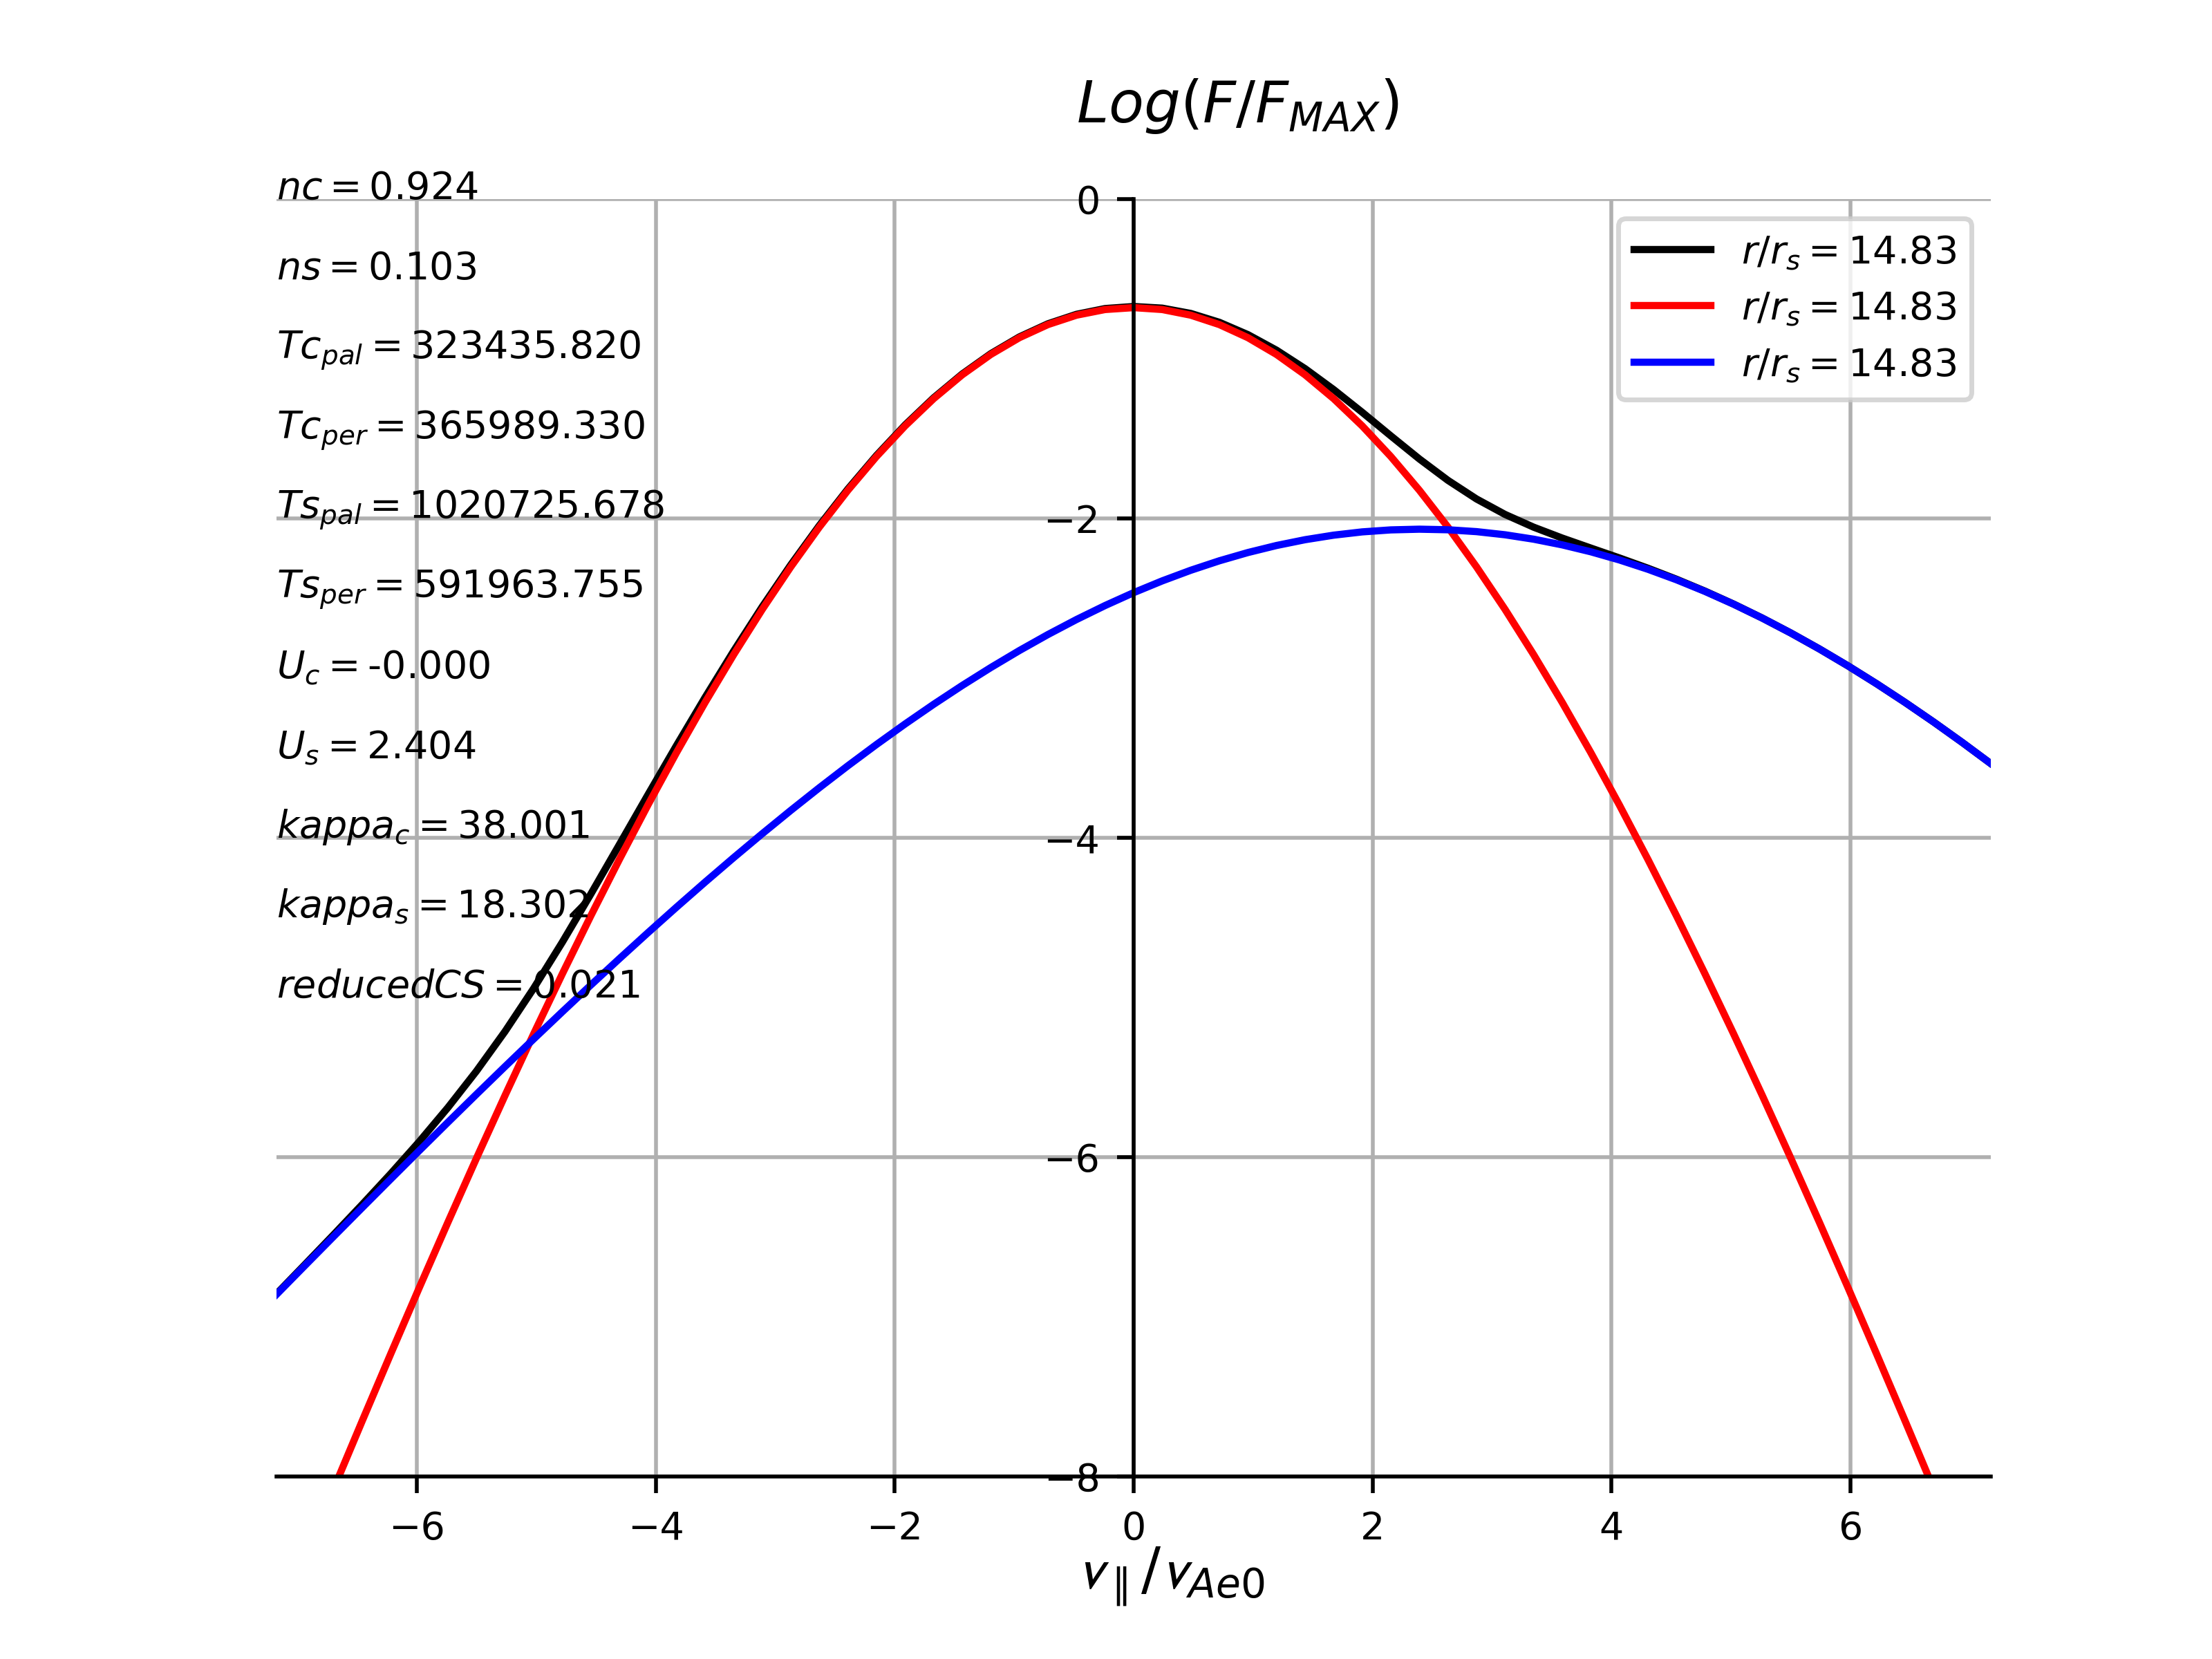 Log(F/F_MAX)
nc = 0.924
ns = 0.103
Tc_pal = 323435.820
Tc_per = 365989.330
Ts_pal = 1020725.678
Ts_per = 591963.755
U_c = -0.000
U_s = 2.404
kappa_c = 38.001
kappa_s = 18.302
reducedCS = 0.021
0
−2
−4
−6
−8
r/r_s = 14.83
r/r_s = 14.83
r/r_s = 14.83
−6 −4 −2 0 2 4 6
v_∥/v_Ae0